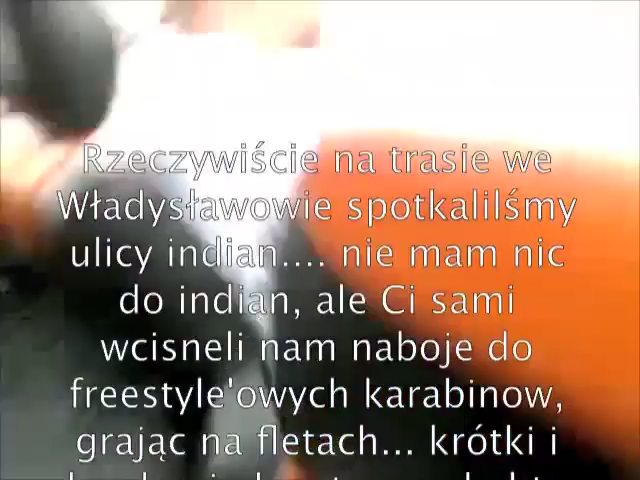 Rzeczywiście na trasie we
Władysławowie spotkalilśmy
ulicy indian.... nie mam nic
do indian, ale Ci sami
wcisneli nam naboje do
freestyle'owych karabinow,
grając na fletach... krótki i